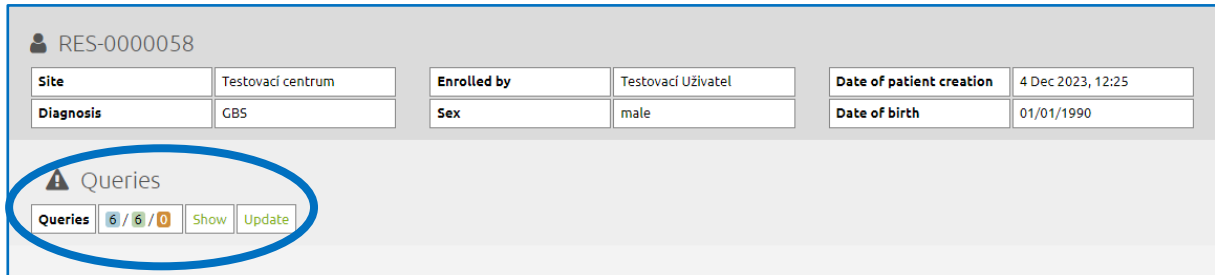 RES-0000058
Site Testovací centrum Enrolled by Testovací Uživatel Date of patient creation 4 Dec 2023, 12:25
Diagnosis GBS Sex male Date of birth 01/01/1990
Queries
Queries 6 / 6 / 0 Show Update